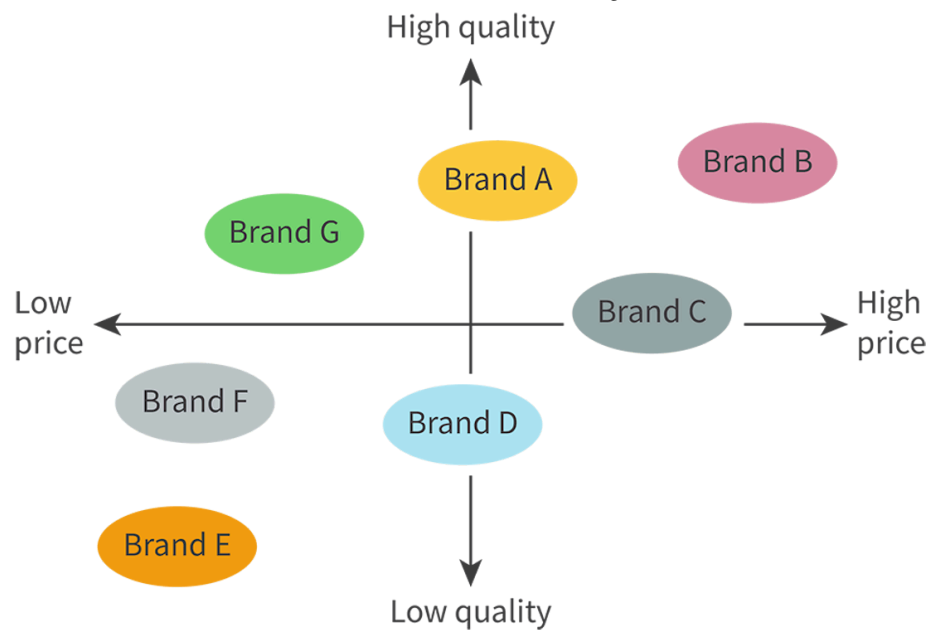 High quality
Brand A
Brand B
Brand G
Low
price
Brand C
High
price
Brand F
Brand D
Brand E
Low quality